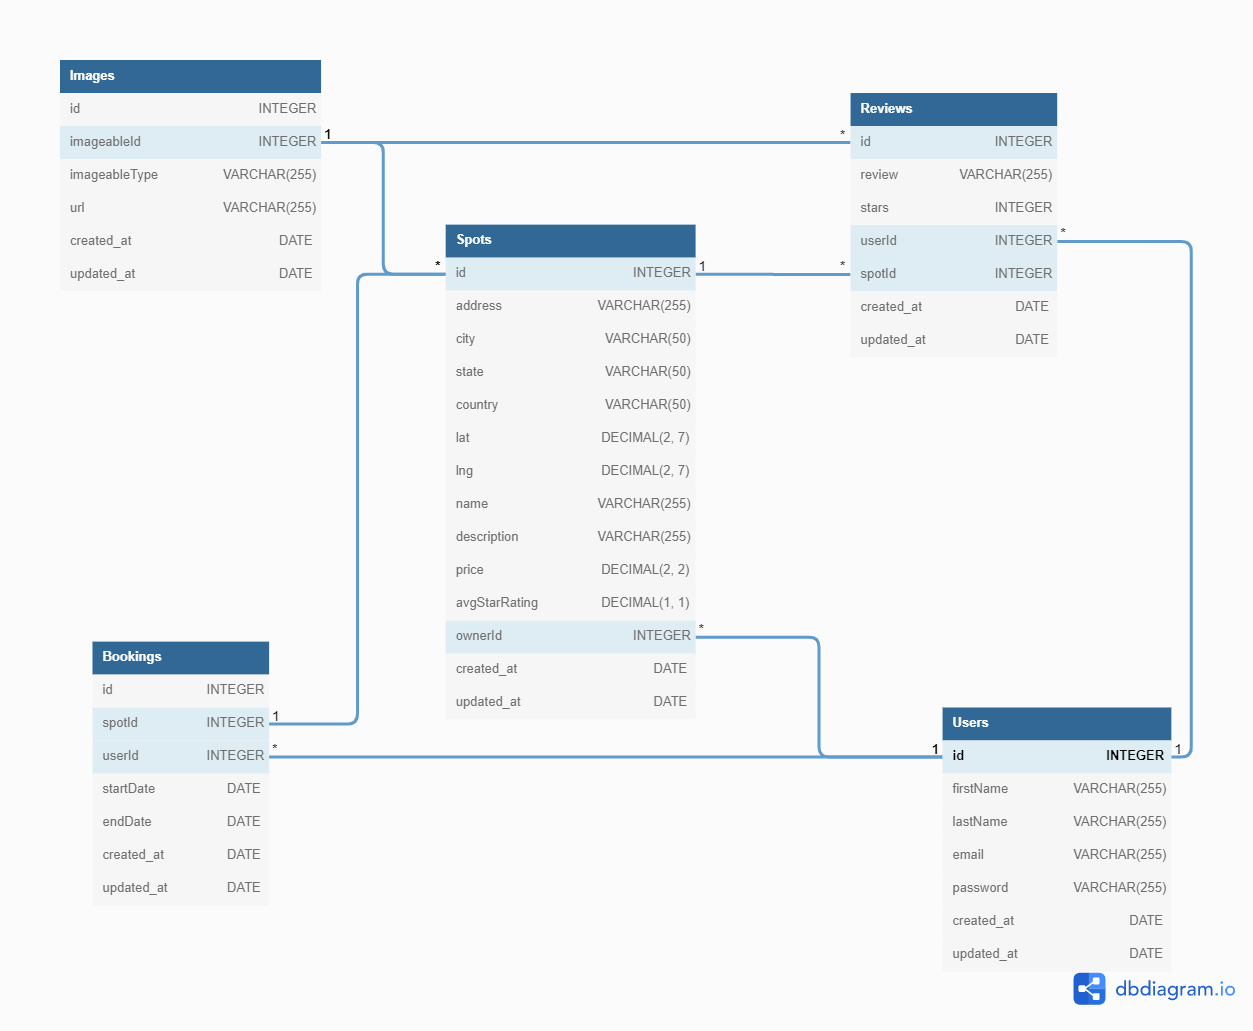 Images
id INTEGER
imageableId INTEGER 1
imageableType VARCHAR(255)
url VARCHAR(255)
created_at DATE
updated_at DATE
Reviews
* id INTEGER
review VARCHAR(255)
stars INTEGER
userId INTEGER *
* spotId INTEGER
created_at DATE
updated_at DATE
Spots
* id INTEGER 1
address VARCHAR(255)
city VARCHAR(50)
state VARCHAR(50)
country VARCHAR(50)
lat DECIMAL(2, 7)
lng DECIMAL(2, 7)
name VARCHAR(255)
description VARCHAR(255)
price DECIMAL(2, 2)
avgStarRating DECIMAL(1, 1)
ownerId INTEGER *
created_at DATE
updated_at DATE
Bookings
id INTEGER
spotId INTEGER 1
userId INTEGER *
startDate DATE
endDate DATE
created_at DATE
updated_at DATE
Users
1 id INTEGER 1
firstName VARCHAR(255)
lastName VARCHAR(255)
email VARCHAR(255)
password VARCHAR(255)
created_at DATE
updated_at DATE
dbdiagram.io